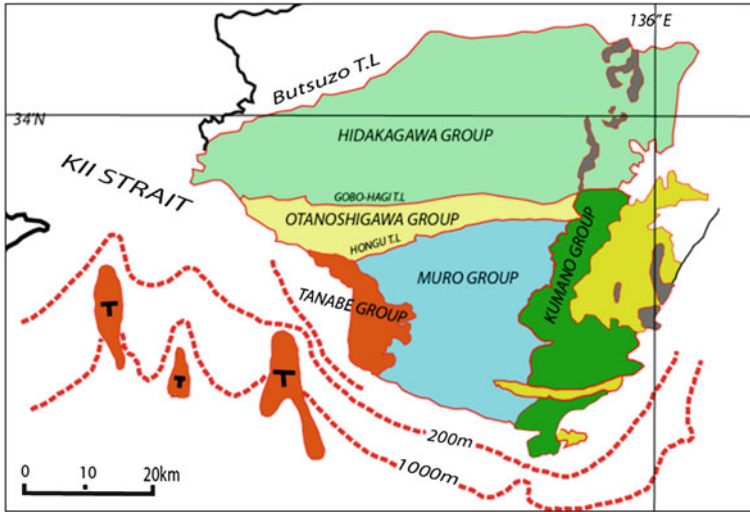 136°E
Butsuzo T.L
34°N
HIDAKAGAWA GROUP
KII STRAIT
GOBO-HAGI T.L
OTANOSHIGAWA GROUP
HONGU T.L
MURO GROUP
KUMANO GROUP
TANABE GROUP
T
T
T
200m
1000m
0 10 20km